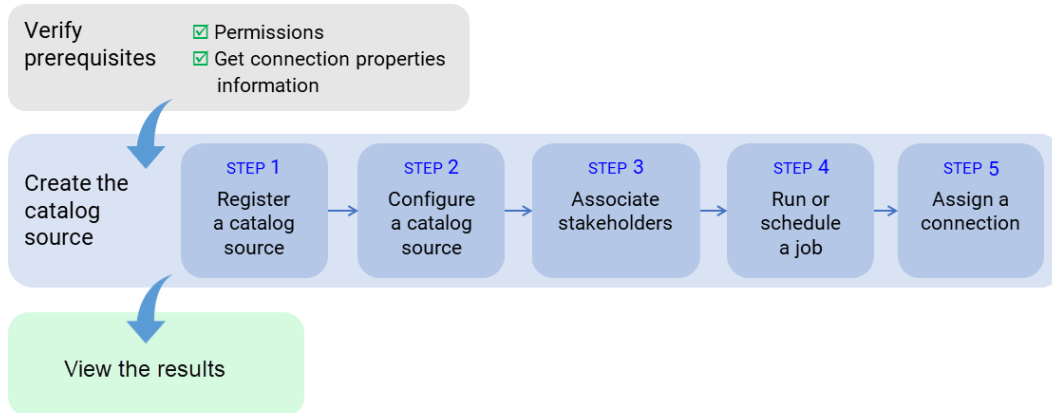 Verify
prerequisites
Permissions
Get connection properties
information
Create the
catalog
source
STEP 1
Register
a catalog
source
STEP 2
Configure
a catalog
source
STEP 3
Associate
stakeholders
STEP 4
Run or
schedule
a job
STEP 5
Assign a
connection
View the results